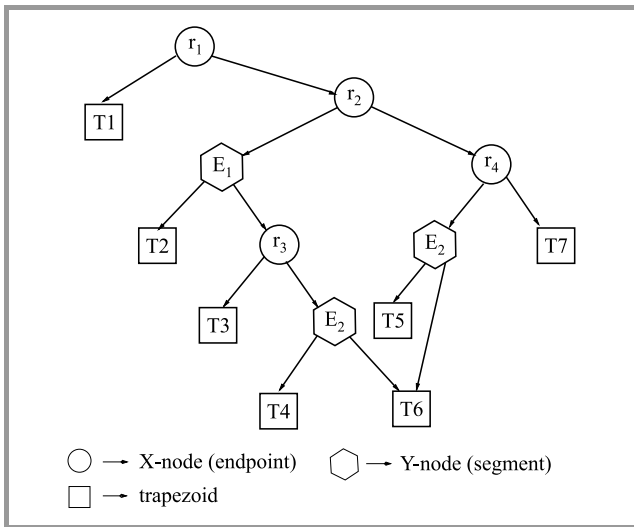 r1
r2
T1
E1
r4
T2
r3
E2
T7
T3
E2
T5
T4
T6
X-node (endpoint)
Y-node (segment)
trapezoid